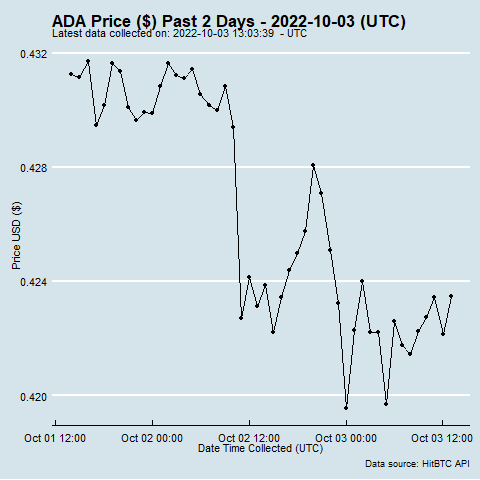 ADA Price ($) Past 2 Days - 2022-10-03 (UTC)
Latest data collected on: 2022-10-03 13:03:39  - UTC
0.432
0.428
0.424
0.420
Price USD ($)
Oct 01 12:00
Oct 02 00:00
Oct 02 12:00
Oct 03 00:00
Oct 03 12:00
Date Time Collected (UTC)
Data source: HitBTC API